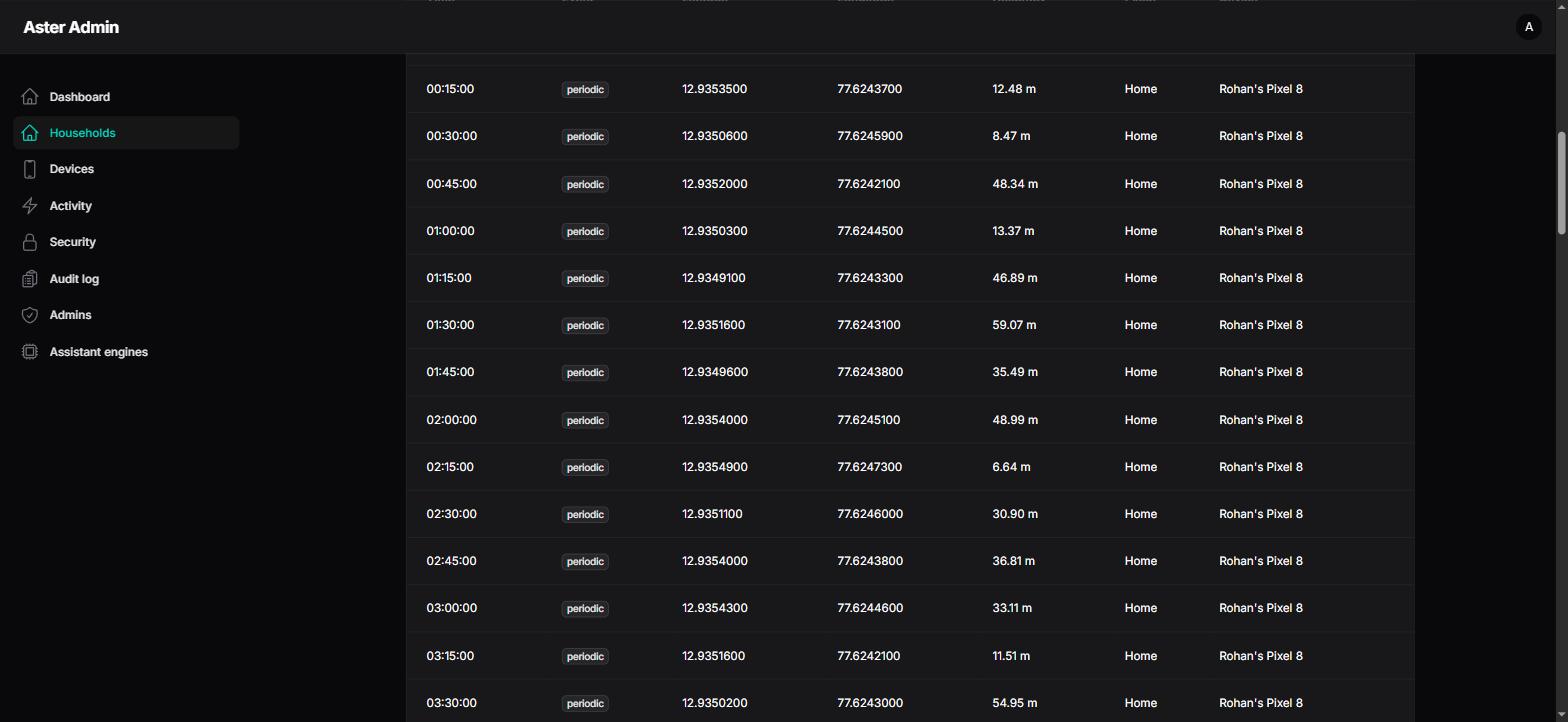 Aster Admin
A
Dashboard
Households
Devices
Activity
Security
Audit log
Admins
Assistant engines
00:15:00 periodic 12.9353500 77.6243700 12.48 m Home Rohan's Pixel 8
00:30:00 periodic 12.9350600 77.6245900 8.47 m Home Rohan's Pixel 8
00:45:00 periodic 12.9352000 77.6242100 48.34 m Home Rohan's Pixel 8
01:00:00 periodic 12.9350300 77.6244500 13.37 m Home Rohan's Pixel 8
01:15:00 periodic 12.9349100 77.6243300 46.89 m Home Rohan's Pixel 8
01:30:00 periodic 12.9351600 77.6243100 59.07 m Home Rohan's Pixel 8
01:45:00 periodic 12.9349600 77.6243800 35.49 m Home Rohan's Pixel 8
02:00:00 periodic 12.9354000 77.6245100 48.99 m Home Rohan's Pixel 8
02:15:00 periodic 12.9354900 77.6247300 6.64 m Home Rohan's Pixel 8
02:30:00 periodic 12.9351100 77.6246000 30.90 m Home Rohan's Pixel 8
02:45:00 periodic 12.9354000 77.6243800 36.81 m Home Rohan's Pixel 8
03:00:00 periodic 12.9354300 77.6244600 33.11 m Home Rohan's Pixel 8
03:15:00 periodic 12.9351600 77.6242100 11.51 m Home Rohan's Pixel 8
03:30:00 periodic 12.9350200 77.6243000 54.95 m Home Rohan's Pixel 8